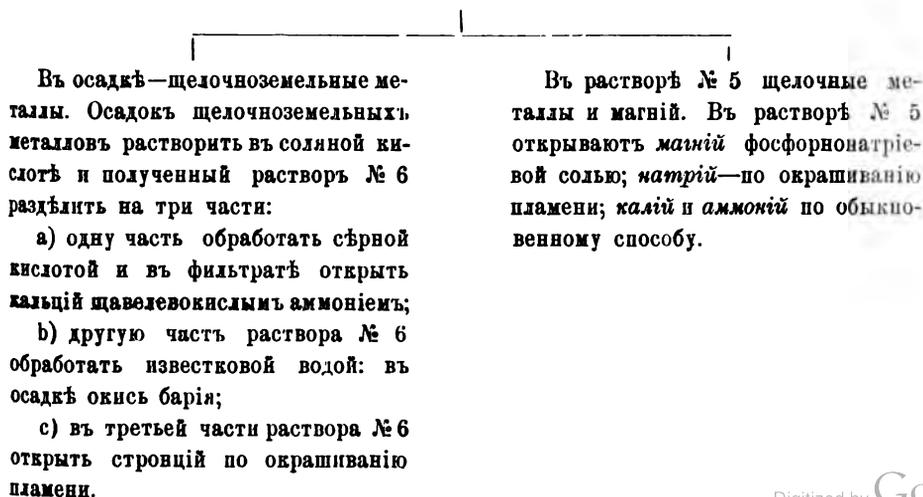 Въ осадкѣ—щелочноземельные ме-
таллы. Осадокъ щелочноземельныхъ
металловъ растворить въ соляной ки-
слотѣ и полученный растворъ № 6
раздѣлить на три части:
а) одну часть обработать сѣрной
кислотой и въ фильтратѣ открыть
кальцій щавелевокислымъ аммоніемъ;
b) другую часть раствора № 6
обработать известковой водой: въ
осадкѣ окись барія;
с) въ третьей части раствора № 6
открыть стронцій по окрашиванію
пламени.
Въ растворѣ № 5 щелочные ме-
таллы и магній. Въ растворѣ № 5
открываютъ магній фосфорнонатріе-
вой солью; натрій—по окрашиванію
пламени; калій и аммоній по обыкно-
венному способу.
Digitized by